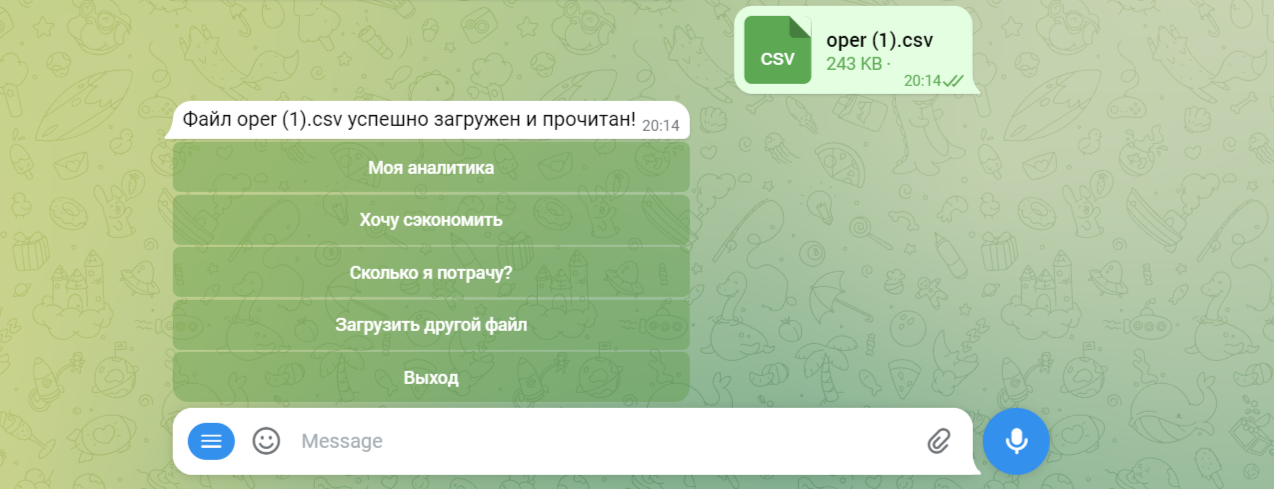 CSV
oper (1).csv
243 KB ·
20:14
Файл oper (1).csv успешно загружен и прочитан! 20:14
Моя аналитика
Хочу сэкономить
Сколько я потрачу?
Загрузить другой файл
Выход
Message